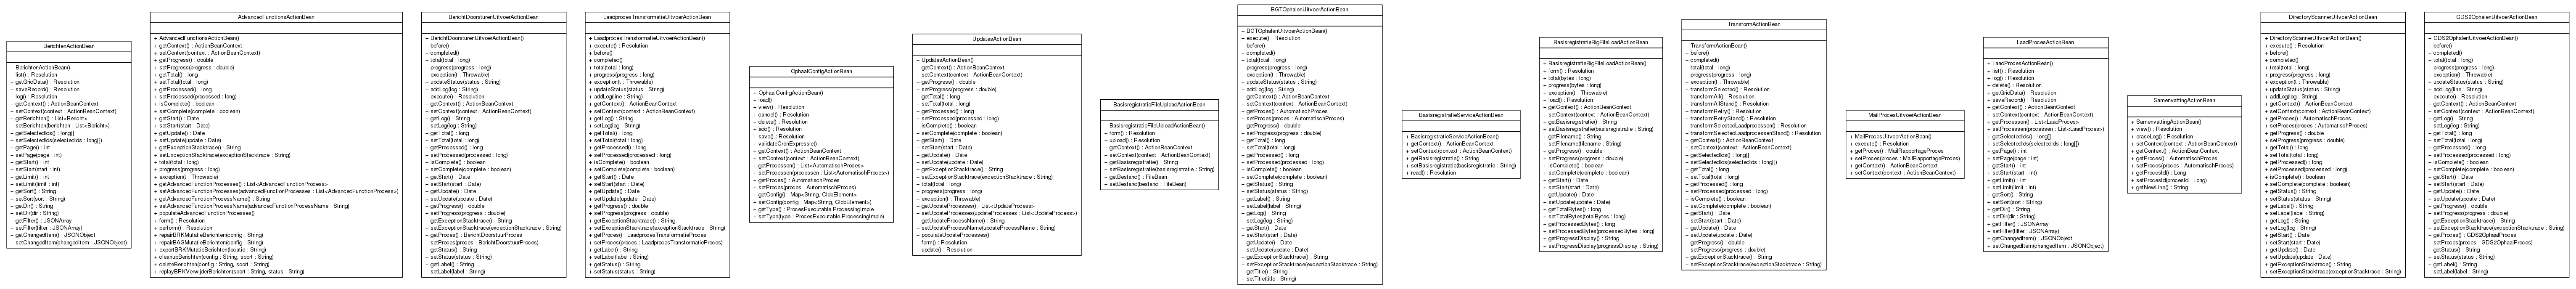 BerichtenActionBean
+ BerichtenActionBean()
+ list() : Resolution
+ getGridData() : Resolution
+ saveRecord() : Resolution
+ log() : Resolution
+ getContext() : ActionBeanContext
+ setContext(context : ActionBeanContext)
+ getBerichten() : List<Bericht>
+ setBerichten(berichten : List<Bericht>)
+ getSelectedIds() : long[]
+ setSelectedIds(selectedIds : long[])
+ getPage() : int
+ setPage(page : int)
+ getStart() : int
+ setStart(start : int)
+ getLimit() : int
+ setLimit(limit : int)
+ getSort() : String
+ setSort(sort : String)
+ getDir() : String
+ setDir(dir : String)
+ getFilter() : JSONArray
+ setFilter(filter : JSONArray)
+ getChangedItem() : JSONObject
+ setChangedItem(changedItem : JSONObject)
AdvancedFunctionsActionBean
+ AdvancedFunctionsActionBean()
+ getContext() : ActionBeanContext
+ setContext(context : ActionBeanContext)
+ getProgress() : double
+ setProgress(progress : double)
+ getTotal() : long
+ setTotal(total : long)
+ getProcessed() : long
+ setProcessed(processed : long)
+ isComplete() : boolean
+ setComplete(complete : boolean)
+ getStart() : Date
+ setStart(start : Date)
+ getUpdate() : Date
+ setUpdate(update : Date)
+ getExceptionStacktrace() : String
+ setExceptionStacktrace(exceptionStacktrace : String)
+ total(total : long)
+ progress(progress : long)
+ exception(t : Throwable)
+ getAdvancedFunctionProcesses() : List<AdvancedFunctionProcess>
+ setAdvancedFunctionProcesses(advancedFunctionProcesses : List<AdvancedFunctionProcess>)
+ getAdvancedFunctionProcessName() : String
+ setAdvancedFunctionProcessName(advancedFunctionProcessName : String)
+ populateAdvancedFunctionProcesses()
+ form() : Resolution
+ perform() : Resolution
+ repairBRKMutatieBerichten(config : String)
+ repairBAGMutatieBerichten(config : String)
+ exportBRKMutatieBerichten(locatie : String)
+ cleanupBerichten(config : String, soort : String)
+ deleteBerichten(config : String, soort : String)
+ replayBRKVerwijderBerichten(soort : String, status : String)
BerichtDoorsturenUitvoerActionBean
+ BerichtDoorsturenUitvoerActionBean()
+ before()
+ completed()
+ total(total : long)
+ progress(progress : long)
+ exception(t : Throwable)
+ updateStatus(status : String)
+ addLog(log : String)
+ execute() : Resolution
+ getContext() : ActionBeanContext
+ setContext(context : ActionBeanContext)
+ getLog() : String
+ setLog(log : String)
+ getTotal() : long
+ setTotal(total : long)
+ getProcessed() : long
+ setProcessed(processed : long)
+ isComplete() : boolean
+ setComplete(complete : boolean)
+ getStart() : Date
+ setStart(start : Date)
+ getUpdate() : Date
+ setUpdate(update : Date)
+ getProgress() : double
+ setProgress(progress : double)
+ getExceptionStacktrace() : String
+ setExceptionStacktrace(exceptionStacktrace : String)
+ getProces() : BerichtDoorstuurProces
+ setProces(proces : BerichtDoorstuurProces)
+ getStatus() : String
+ setStatus(status : String)
+ getLabel() : String
+ setLabel(label : String)
LaadprocesTransformatieUitvoerActionBean
+ LaadprocesTransformatieUitvoerActionBean()
+ execute() : Resolution
+ before()
+ completed()
+ total(total : long)
+ progress(progress : long)
+ exception(t : Throwable)
+ updateStatus(status : String)
+ addLog(line : String)
+ getContext() : ActionBeanContext
+ setContext(context : ActionBeanContext)
+ getLog() : String
+ setLog(log : String)
+ getTotal() : long
+ setTotal(total : long)
+ getProcessed() : long
+ setProcessed(processed : long)
+ isComplete() : boolean
+ setComplete(complete : boolean)
+ getStart() : Date
+ setStart(start : Date)
+ getUpdate() : Date
+ setUpdate(update : Date)
+ getProgress() : double
+ setProgress(progress : double)
+ getExceptionStacktrace() : String
+ setExceptionStacktrace(exceptionStacktrace : String)
+ getProces() : LaadprocesTransformatieProces
+ setProces(proces : LaadprocesTransformatieProces)
+ getLabel() : String
+ setLabel(label : String)
+ getStatus() : String
+ setStatus(status : String)
OphaalConfigActionBean
+ OphaalConfigActionBean()
+ load()
+ view() : Resolution
+ cancel() : Resolution
+ delete() : Resolution
+ add() : Resolution
+ save() : Resolution
+ validateCronExpressie()
+ getContext() : ActionBeanContext
+ setContext(context : ActionBeanContext)
+ getProcessen() : List<AutomatischProces>
+ setProcessen(processen : List<AutomatischProces>)
+ getProces() : AutomatischProces
+ setProces(proces : AutomatischProces)
+ getConfig() : Map<String, ClobElement>
+ setConfig(config : Map<String, ClobElement>)
+ getType() : ProcesExecutable.ProcessingImple
+ setType(type : ProcesExecutable.ProcessingImple)
UpdatesActionBean
+ UpdatesActionBean()
+ getContext() : ActionBeanContext
+ setContext(context : ActionBeanContext)
+ getProgress() : double
+ setProgress(progress : double)
+ getTotal() : long
+ setTotal(total : long)
+ getProcessed() : long
+ setProcessed(processed : long)
+ isComplete() : boolean
+ setComplete(complete : boolean)
+ getStart() : Date
+ setStart(start : Date)
+ getUpdate() : Date
+ setUpdate(update : Date)
+ getExceptionStacktrace() : String
+ setExceptionStacktrace(exceptionStacktrace : String)
+ total(total : long)
+ progress(progress : long)
+ exception(t : Throwable)
+ getUpdateProcesses() : List<UpdateProcess>
+ setUpdateProcesses(updateProcesses : List<UpdateProcess>)
+ getUpdateProcessName() : String
+ setUpdateProcessName(updateProcessName : String)
+ populateUpdateProcesses()
+ form() : Resolution
+ update() : Resolution
BasisregistratieFileUploadActionBean
+ BasisregistratieFileUploadActionBean()
+ form() : Resolution
+ upload() : Resolution
+ getContext() : ActionBeanContext
+ setContext(context : ActionBeanContext)
+ getBasisregistratie() : String
+ setBasisregistratie(basisregistratie : String)
+ getBestand() : FileBean
+ setBestand(bestand : FileBean)
BGTOphalenUitvoerActionBean
+ BGTOphalenUitvoerActionBean()
+ execute() : Resolution
+ before()
+ completed()
+ total(total : long)
+ progress(progress : long)
+ exception(t : Throwable)
+ updateStatus(status : String)
+ addLog(log : String)
+ getContext() : ActionBeanContext
+ setContext(context : ActionBeanContext)
+ getProces() : AutomatischProces
+ setProces(proces : AutomatischProces)
+ getProgress() : double
+ setProgress(progress : double)
+ getTotal() : long
+ setTotal(total : long)
+ getProcessed() : long
+ setProcessed(processed : long)
+ isComplete() : boolean
+ setComplete(complete : boolean)
+ getStatus() : String
+ setStatus(status : String)
+ getLabel() : String
+ setLabel(label : String)
+ getLog() : String
+ setLog(log : String)
+ getStart() : Date
+ setStart(start : Date)
+ getUpdate() : Date
+ setUpdate(update : Date)
+ getExceptionStacktrace() : String
+ setExceptionStacktrace(exceptionStacktrace : String)
+ getTitle() : String
+ setTitle(title : String)
BasisregistratieServiceActionBean
+ BasisregistratieServiceActionBean()
+ getContext() : ActionBeanContext
+ setContext(context : ActionBeanContext)
+ getBasisregistratie() : String
+ setBasisregistratie(basisregistratie : String)
+ read() : Resolution
BasisregistratieBigFileLoadActionBean
+ BasisregistratieBigFileLoadActionBean()
+ form() : Resolution
+ total(bytes : long)
+ progress(bytes : long)
+ exception(t : Throwable)
+ load() : Resolution
+ getContext() : ActionBeanContext
+ setContext(context : ActionBeanContext)
+ getBasisregistratie() : String
+ setBasisregistratie(basisregistratie : String)
+ getFilename() : String
+ setFilename(filename : String)
+ getProgress() : double
+ setProgress(progress : double)
+ isComplete() : boolean
+ setComplete(complete : boolean)
+ getStart() : Date
+ setStart(start : Date)
+ getUpdate() : Date
+ setUpdate(update : Date)
+ getTotalBytes() : long
+ setTotalBytes(totalBytes : long)
+ getProcessedBytes() : long
+ setProcessedBytes(processedBytes : long)
+ getProgressDisplay() : String
+ setProgressDisplay(progressDisplay : String)
TransformActionBean
+ TransformActionBean()
+ before()
+ completed()
+ total(total : long)
+ progress(progress : long)
+ exception(t : Throwable)
+ transformSelected() : Resolution
+ transformAll() : Resolution
+ transformAllStand() : Resolution
+ transformRetry() : Resolution
+ transformRetryStand() : Resolution
+ transformSelectedLaadprocessen() : Resolution
+ transformSelectedLaadprocessenStand() : Resolution
+ getContext() : ActionBeanContext
+ setContext(context : ActionBeanContext)
+ getSelectedIds() : long[]
+ setSelectedIds(selectedIds : long[])
+ getTotal() : long
+ setTotal(total : long)
+ getProcessed() : long
+ setProcessed(processed : long)
+ isComplete() : boolean
+ setComplete(complete : boolean)
+ getStart() : Date
+ setStart(start : Date)
+ getUpdate() : Date
+ setUpdate(update : Date)
+ getProgress() : double
+ setProgress(progress : double)
+ getExceptionStacktrace() : String
+ setExceptionStacktrace(exceptionStacktrace : String)
MailProcesUitvoerActionBean
+ MailProcesUitvoerActionBean()
+ execute() : Resolution
+ getProces() : MailRapportageProces
+ setProces(proces : MailRapportageProces)
+ getContext() : ActionBeanContext
+ setContext(context : ActionBeanContext)
LaadProcesActionBean
+ LaadProcesActionBean()
+ list() : Resolution
+ log() : Resolution
+ delete() : Resolution
+ getGridData() : Resolution
+ saveRecord() : Resolution
+ getContext() : ActionBeanContext
+ setContext(context : ActionBeanContext)
+ getProcessen() : List<LaadProces>
+ setProcessen(processen : List<LaadProces>)
+ getSelectedIds() : long[]
+ setSelectedIds(selectedIds : long[])
+ getPage() : int
+ setPage(page : int)
+ getStart() : int
+ setStart(start : int)
+ getLimit() : int
+ setLimit(limit : int)
+ getSort() : String
+ setSort(sort : String)
+ getDir() : String
+ setDir(dir : String)
+ getFilter() : JSONArray
+ setFilter(filter : JSONArray)
+ getChangedItem() : JSONObject
+ setChangedItem(changedItem : JSONObject)
SamenvattingActionBean
+ SamenvattingActionBean()
+ view() : Resolution
+ eraseLog() : Resolution
+ setContext(context : ActionBeanContext)
+ getContext() : ActionBeanContext
+ getProces() : AutomatischProces
+ setProces(proces : AutomatischProces)
+ getProcesId() : Long
+ setProcesId(procesId : Long)
+ getNewLine() : String
DirectoryScannerUitvoerActionBean
+ DirectoryScannerUitvoerActionBean()
+ execute() : Resolution
+ before()
+ completed()
+ total(total : long)
+ progress(progress : long)
+ exception(t : Throwable)
+ updateStatus(status : String)
+ addLog(line : String)
+ getContext() : ActionBeanContext
+ setContext(context : ActionBeanContext)
+ getProces() : AutomatischProces
+ setProces(proces : AutomatischProces)
+ getProgress() : double
+ setProgress(progress : double)
+ getTotal() : long
+ setTotal(total : long)
+ getProcessed() : long
+ setProcessed(processed : long)
+ isComplete() : boolean
+ setComplete(complete : boolean)
+ getStatus() : String
+ setStatus(status : String)
+ getLabel() : String
+ setLabel(label : String)
+ getLog() : String
+ setLog(log : String)
+ getStart() : Date
+ setStart(start : Date)
+ getUpdate() : Date
+ setUpdate(update : Date)
+ getExceptionStacktrace() : String
+ setExceptionStacktrace(exceptionStacktrace : String)
GDS2OphalenUitvoerActionBean
+ GDS2OphalenUitvoerActionBean()
+ before()
+ completed()
+ total(total : long)
+ progress(progress : long)
+ exception(t : Throwable)
+ updateStatus(status : String)
+ addLog(line : String)
+ execute() : Resolution
+ getContext() : ActionBeanContext
+ setContext(context : ActionBeanContext)
+ getLog() : String
+ setLog(log : String)
+ getTotal() : long
+ setTotal(total : long)
+ getProcessed() : long
+ setProcessed(processed : long)
+ isComplete() : boolean
+ setComplete(complete : boolean)
+ getStart() : Date
+ setStart(start : Date)
+ getUpdate() : Date
+ setUpdate(update : Date)
+ getProgress() : double
+ setProgress(progress : double)
+ getExceptionStacktrace() : String
+ setExceptionStacktrace(exceptionStacktrace : String)
+ getProces() : GDS2OphaalProces
+ setProces(proces : GDS2OphaalProces)
+ getStatus() : String
+ setStatus(status : String)
+ getLabel() : String
+ setLabel(label : String)